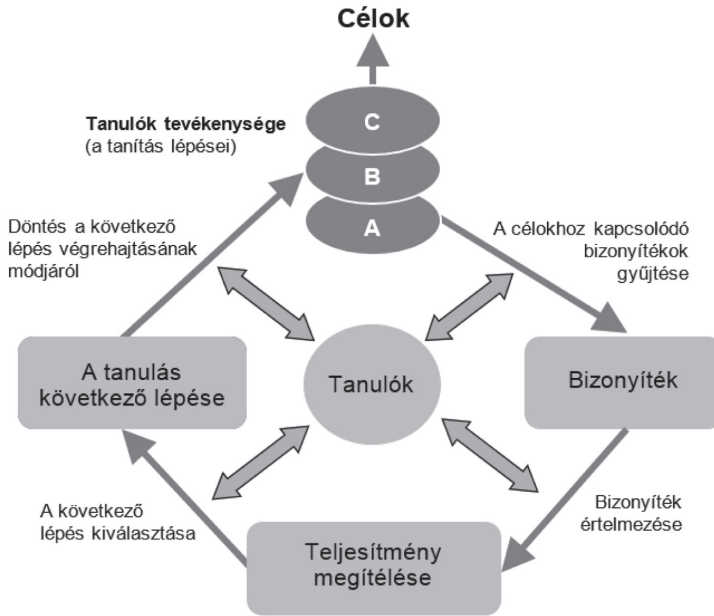 Célok
Tanulók tevékenysége
(a tanítás lépései)
C
B
A
Döntés a következő
lépés végrehajtásának
módjáról
A célokhoz kapcsolódó
bizonyítékok
gyűjtése
A tanulás
következő lépése
Tanulók
Bizonyíték
A következő
lépés kiválasztása
Bizonyíték
értelmezése
Teljesítmény
megítélése